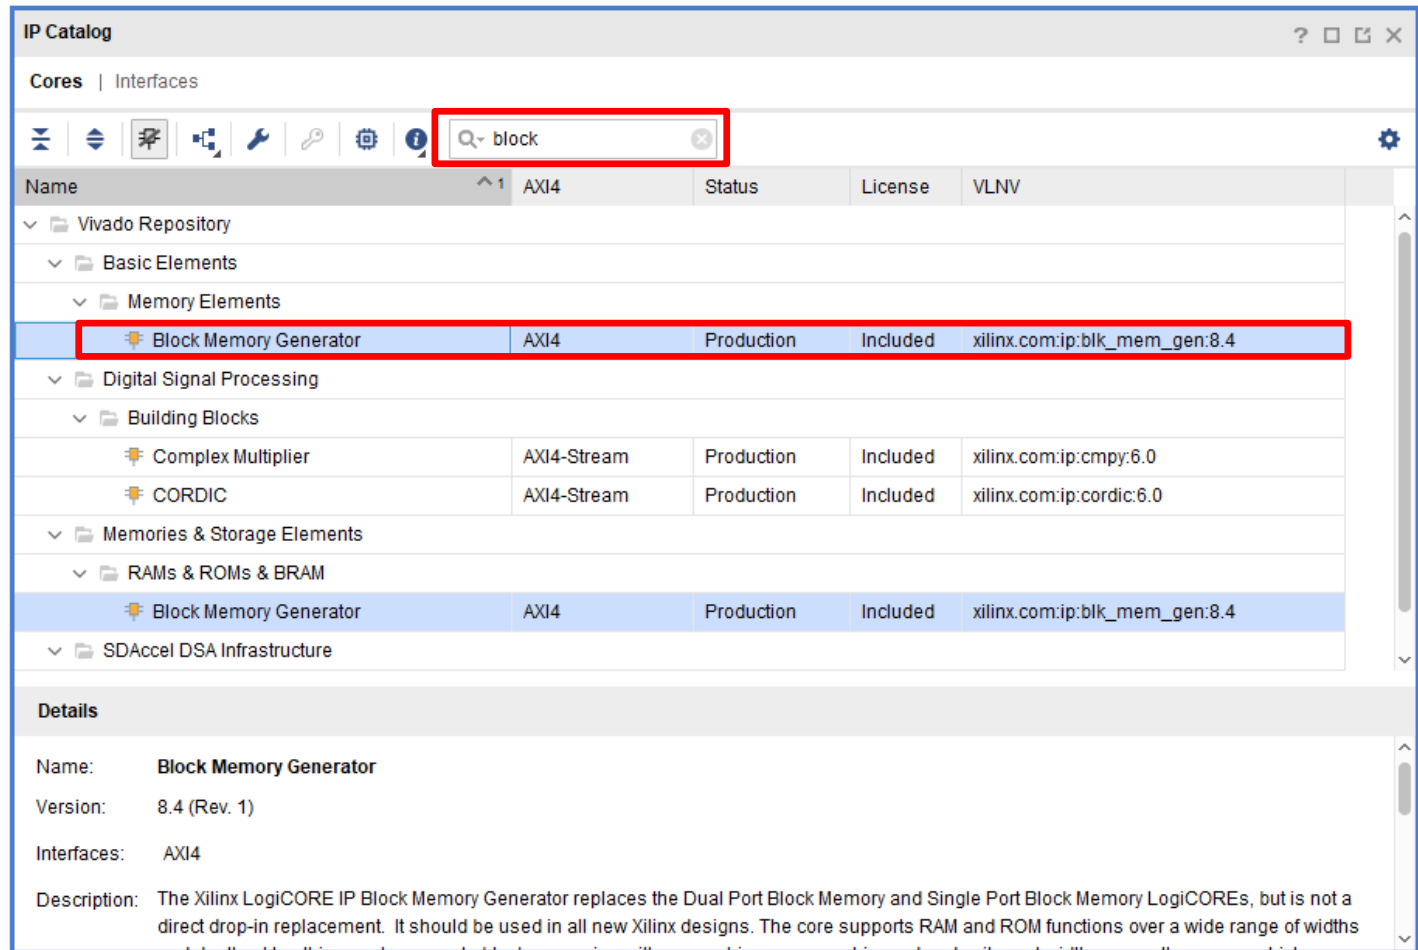 IP Catalog
Cores | Interfaces
block
Name 1 AXI4 Status License VLNV
Vivado Repository
Basic Elements
Memory Elements
Block Memory Generator AXI4 Production Included xilinx.com:ip:blk_mem_gen:8.4
Digital Signal Processing
Building Blocks
Complex Multiplier AXI4-Stream Production Included xilinx.com:ip:cmpy:6.0
CORDIC AXI4-Stream Production Included xilinx.com:ip:cordic:6.0
Memories & Storage Elements
RAMs & ROMs & BRAM
Block Memory Generator AXI4 Production Included xilinx.com:ip:blk_mem_gen:8.4
SDAccel DSA Infrastructure
Details
Name: Block Memory Generator
Version: 8.4 (Rev. 1)
Interfaces: AXI4
Description: The Xilinx LogiCORE IP Block Memory Generator replaces the Dual Port Block Memory and Single Port Block Memory LogiCOREs, but is not a
direct drop-in replacement. It should be used in all new Xilinx designs. The core supports RAM and ROM functions over a wide range of widths